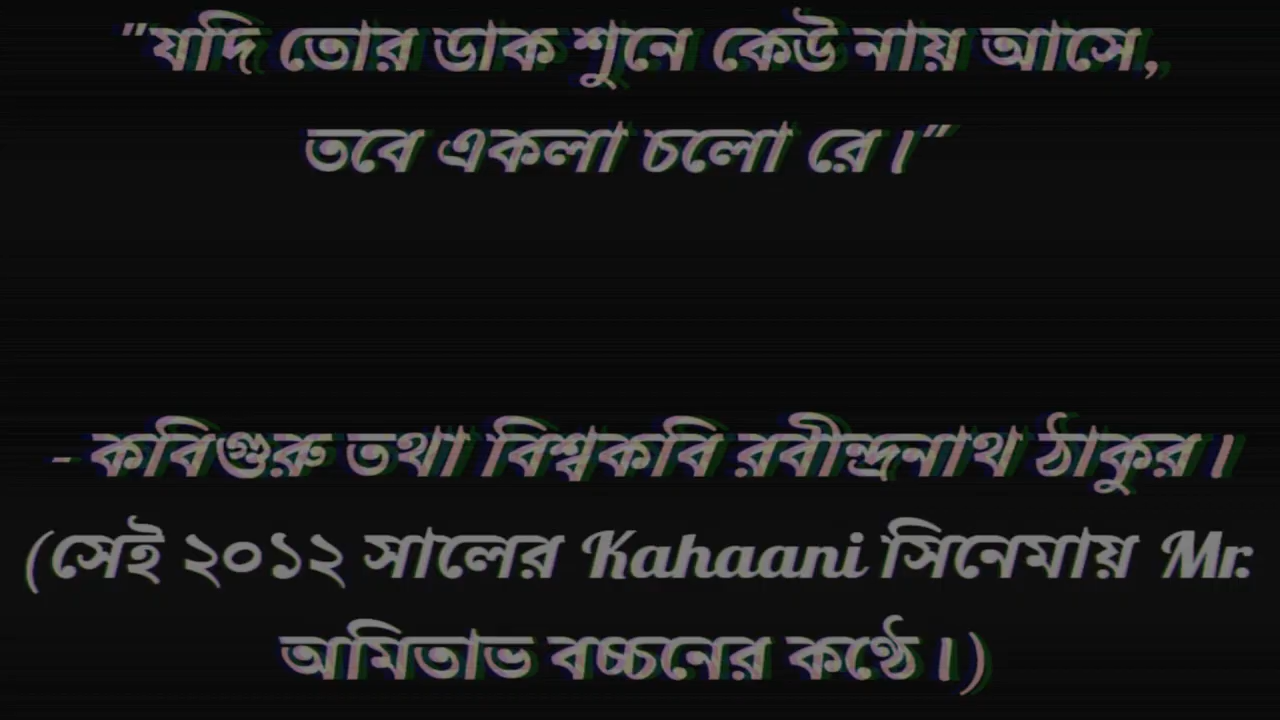 "যদি তোর ডাক শুনে কেউ নায় আসে,
তবে একলা চলো রে।"
- কবিগুরু তথা বিশ্বকবি রবীন্দ্রনাথ ঠাকুর।
(সেই ২০১২ সালের Kahaani সিনেমায় Mr.
অমিতাভ বচ্চনের কণ্ঠে।)